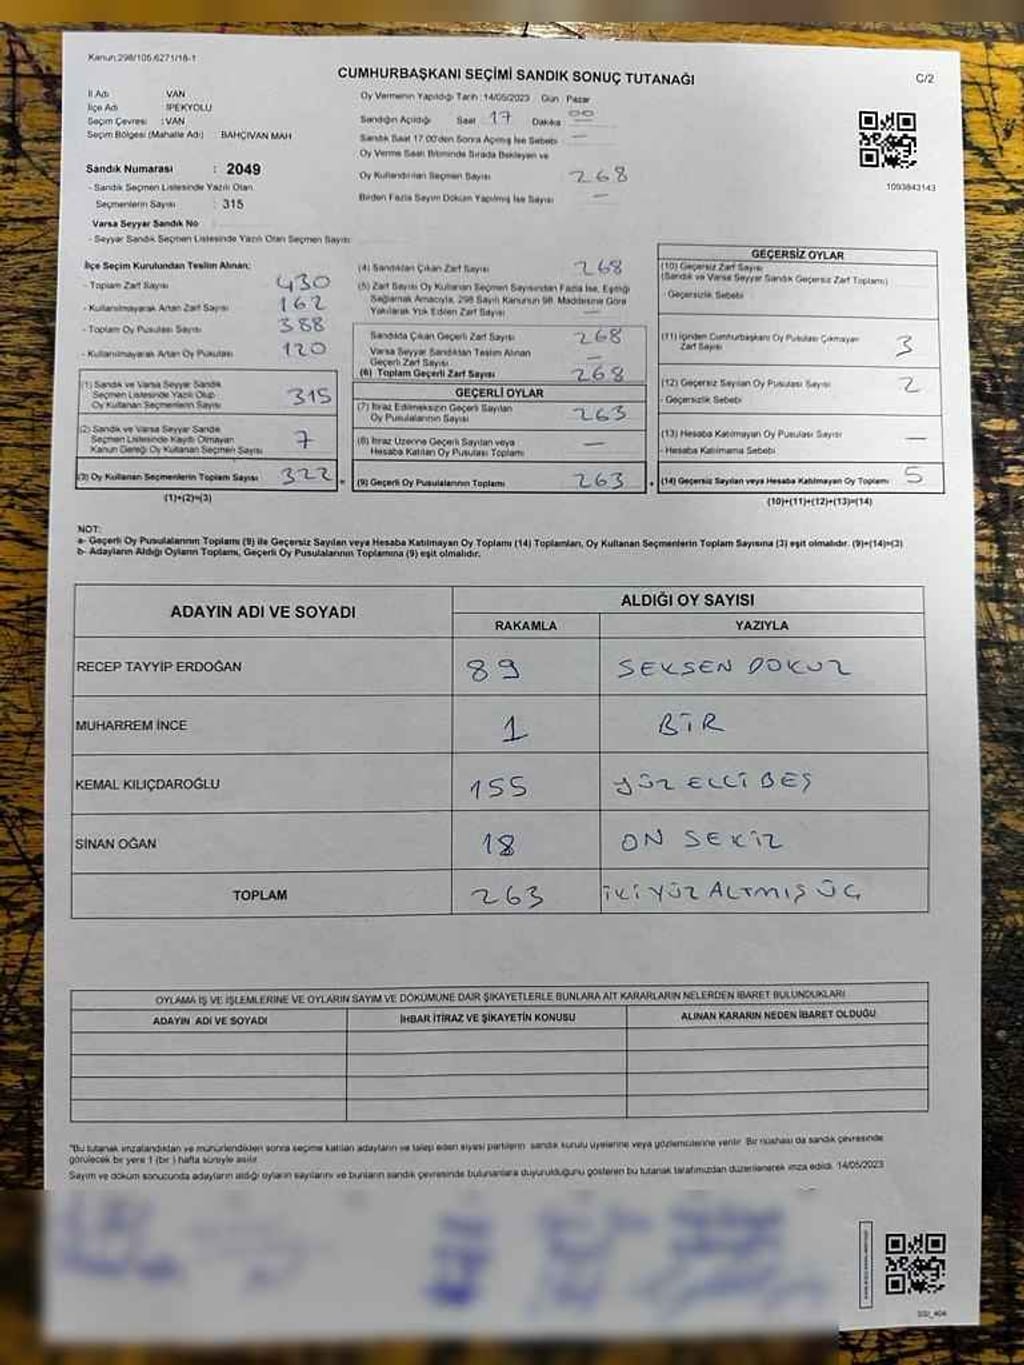 Kanun:298/105,6271/18-1
CUMHURBAŞKANI SEÇİMİ SANDIK SONUÇ TUTANAĞI
C/2
İl Adı VAN
İlçe Adı İPEKYOLU
Seçim Çevresi : VAN
Seçim Bölgesi (Mahalle Adı) : BAHÇIVAN MAH
Sandık Numarası : 2049
- Sandık Seçmen Listesinde Yazılı Olan
Seçmenlerin Sayısı : 315
Varsa Seyyar Sandık No
- Seyyar Sandık Seçmen Listesinde Yazılı Olan Seçmen Sayısı:
Oy Vermenin Yapıldığı Tarih : 14/05/2023 Gün Pazar
Sandığın Açıldığı Saat 17 Dakika 00
Sandık Saat 17.00'den Sonra Açılmış İse Sebebi —
Oy Verme Saati Bitiminde Sırada Bekleyen ve
Oy Kullandırılan Seçmen Sayısı 268
Birden Fazla Sayım Döküm Yapılmış İse Sayısı —
1093843143
İlçe Seçim Kurulundan Teslim Alınan:
- Toplam Zarf Sayısı 430
- Kullanılmayarak Artan Zarf Sayısı 162
- Toplam Oy Pusulası Sayısı 388
- Kullanılmayarak Artan Oy Pusulası 120
(1) Sandık ve Varsa Seyyar Sandık
Seçmen Listesinde Yazılı Olup
Oy Kullanan Seçmenlerin Sayısı 315
(2) Sandık ve Varsa Seyyar Sandık
Seçmen Listesinde Kayıtlı Olmayan
Kanun Gereği Oy Kullanan Seçmen Sayısı 7
(3) Oy Kullanan Seçmenlerin Toplam Sayısı 322 =
(1)+(2)=(3)
(4) Sandıktan Çıkan Zarf Sayısı 268
(5) Zarf Sayısı Oy Kullanan Seçmen Sayısından Fazla İse, Eşitliği
Sağlamak Amacıyla, 298 Sayılı Kanunun 98. Maddesine Göre
Yakılarak Yok Edilen Zarf Sayısı —
Sandıkta Çıkan Geçerli Zarf Sayısı 268
Varsa Seyyar Sandıktan Teslim Alınan
Geçerli Zarf Sayısı —
(6) Toplam Geçerli Zarf Sayısı 268
GEÇERLİ OYLAR
(7) İtiraz Edilmeksizin Geçerli Sayılan
Oy Pusulalarının Sayısı 263
(8) İtiraz Üzerine Geçerli Sayılan veya
Hesaba Katılan Oy Pusulası Toplamı —
(9) Geçerli Oy Pusulalarının Toplamı 263 +
GEÇERSİZ OYLAR
(10) Geçersiz Zarf Sayısı
(Sandık ve Varsa Seyyar Sandık Geçersiz Zarf Toplamı)
- Geçersizlik Sebebi
(11) İçinden Cumhurbaşkanı Oy Pusulası Çıkmayan
Zarf Sayısı 3
(12) Geçersiz Sayılan Oy Pusulası Sayısı 2
- Geçersizlik Sebebi
(13) Hesaba Katılmayan Oy Pusulası Sayısı —
- Hesaba Katılmama Sebebi
(14) Geçersiz Sayılan veya Hesaba Katılmayan Oy Toplamı 5
(10)+(11)+(12)+(13)=(14)
NOT:
a- Geçerli Oy Pusulalarının Toplamı (9) ile Geçersiz Sayılan veya Hesaba Katılmayan Oy Toplamı (14) Toplamları, Oy Kullanan Seçmenlerin Toplam Sayısına (3) eşit olmalıdır. (9)+(14)=(3)
b- Adayların Aldığı Oyların Toplamı, Geçerli Oy Pusulalarının Toplamına (9) eşit olmalıdır.
ADAYIN ADI VE SOYADI
ALDIĞI OY SAYISI
RAKAMLA YAZIYLA
RECEP TAYYİP ERDOĞAN 89 SEKSEN DOKUZ
MUHARREM İNCE 1 BİR
KEMAL KILIÇDAROĞLU 155 YÜZ ELLİ BEŞ
SİNAN OĞAN 18 ON SEKİZ
TOPLAM 263 İKİ YÜZ ALTMIŞ ÜÇ
OYLAMA İŞ VE İŞLEMLERİNE VE OYLARIN SAYIM VE DÖKÜMÜNE DAİR ŞİKAYETLERLE BUNLARA AİT KARARLARIN NELERDEN İBARET BULUNDUKLARI
ADAYIN ADI VE SOYADI İHBAR İTİRAZ VE ŞİKAYETİN KONUSU ALINAN KARARIN NEDEN İBARET OLDUĞU
"Bu tutanak imzalandıktan ve mühürlendikten sonra seçime katılan adayların ve talep eden siyasi partilerin sandık kurulu üyelerine veya gözlemcilerine verilir. Bir nüshası da sandık çevresinde
görülecek bir yere 1 (bir) hafta süreyle asılır.
Sayım ve döküm sonucunda adayların aldığı oyların sayılarını ve bunların sandık çevresinde bulunanlara duyurulduğunu gösteren bu tutanak tarafımızdan düzenlenerek imza edildi. 14/05/2023